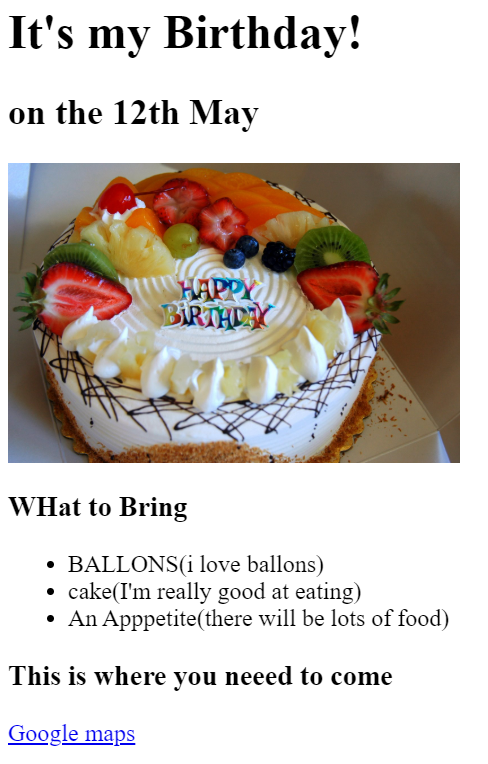 It's my Birthday!
on the 12th May
HAPPY
BIRTHDAY
WHat to Bring
BALLONS(i love ballons)
cake(I'm really good at eating)
An Apppetite(there will be lots of food)
This is where you neeed to come
Google maps